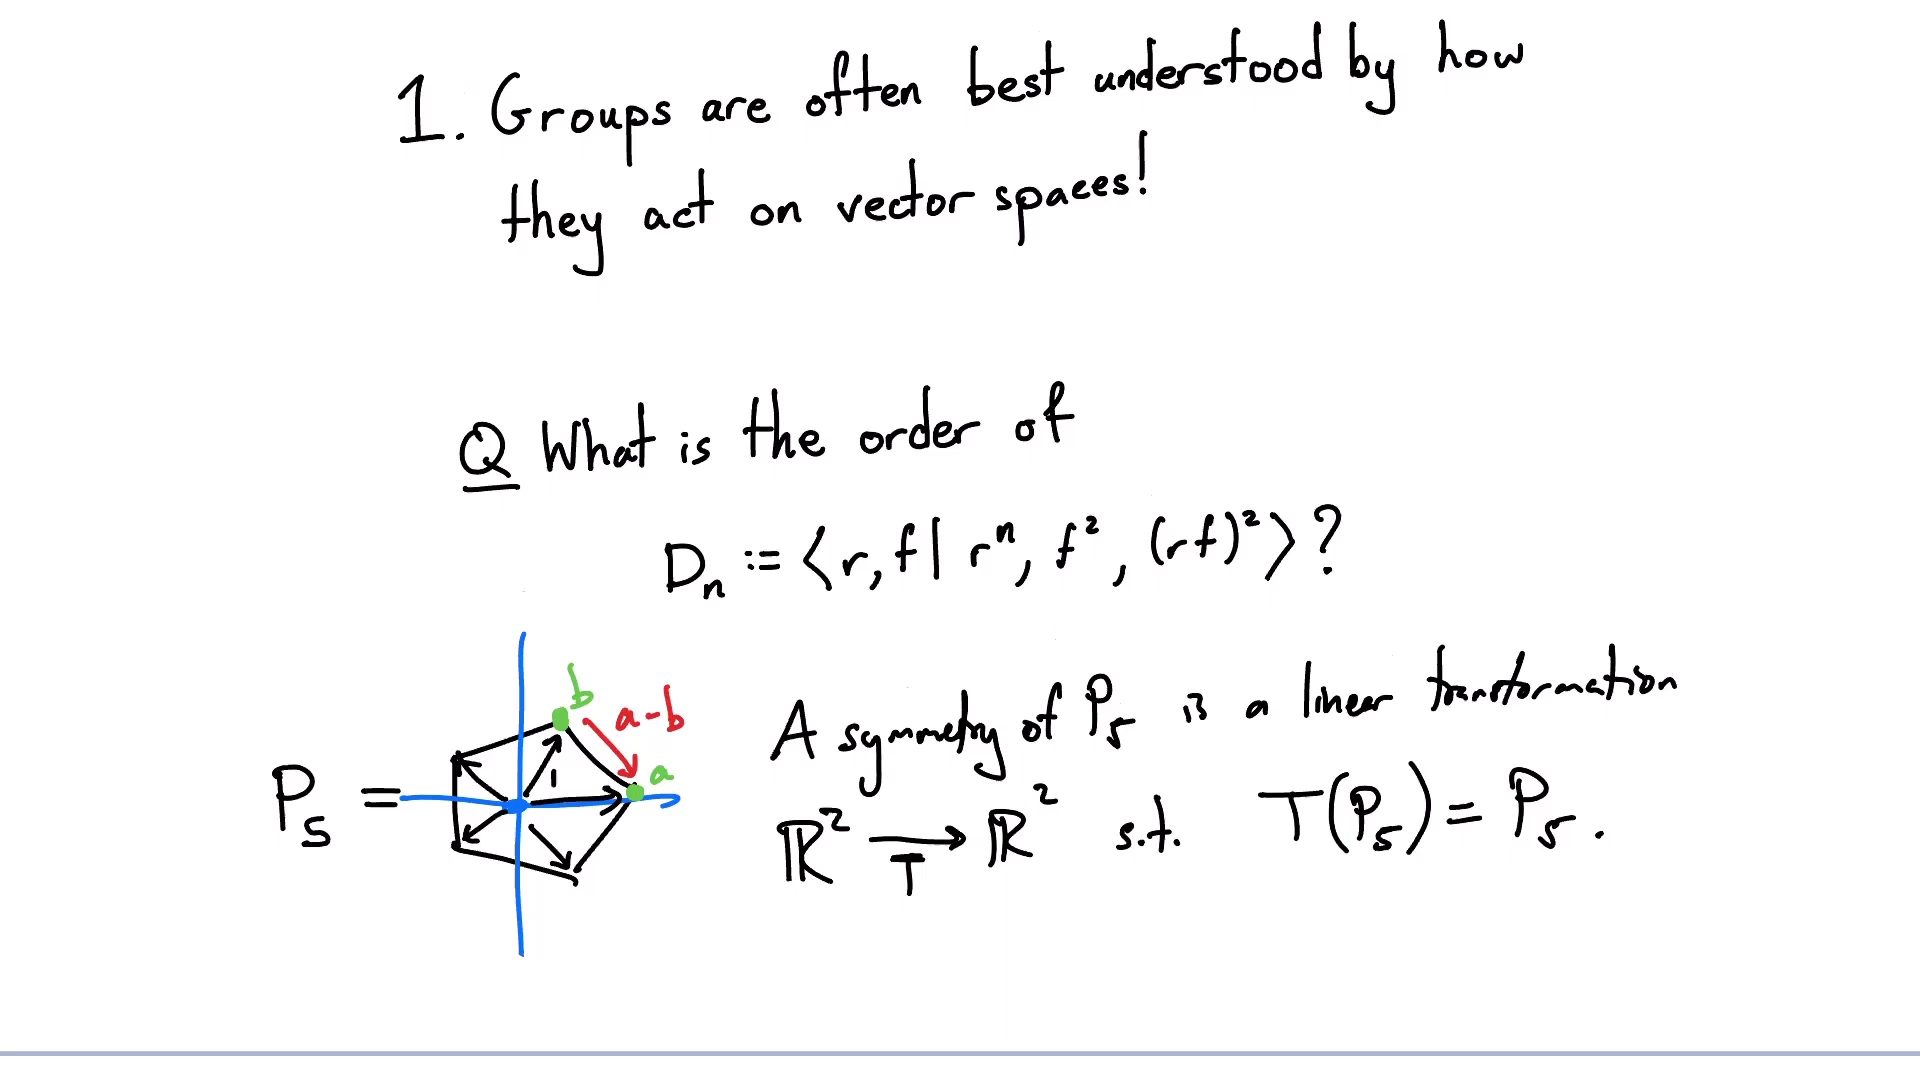 1. Groups are often best understood by how
they act on vector spaces!
Q What is the order of
Dₙ := ⟨r, f | rⁿ, f², (rf)²⟩?
b
a-b
a
1
P₅ =
A symmetry of P₅ is a linear transformation
ℝ² →T ℝ² s.t. T(P₅) = P₅.